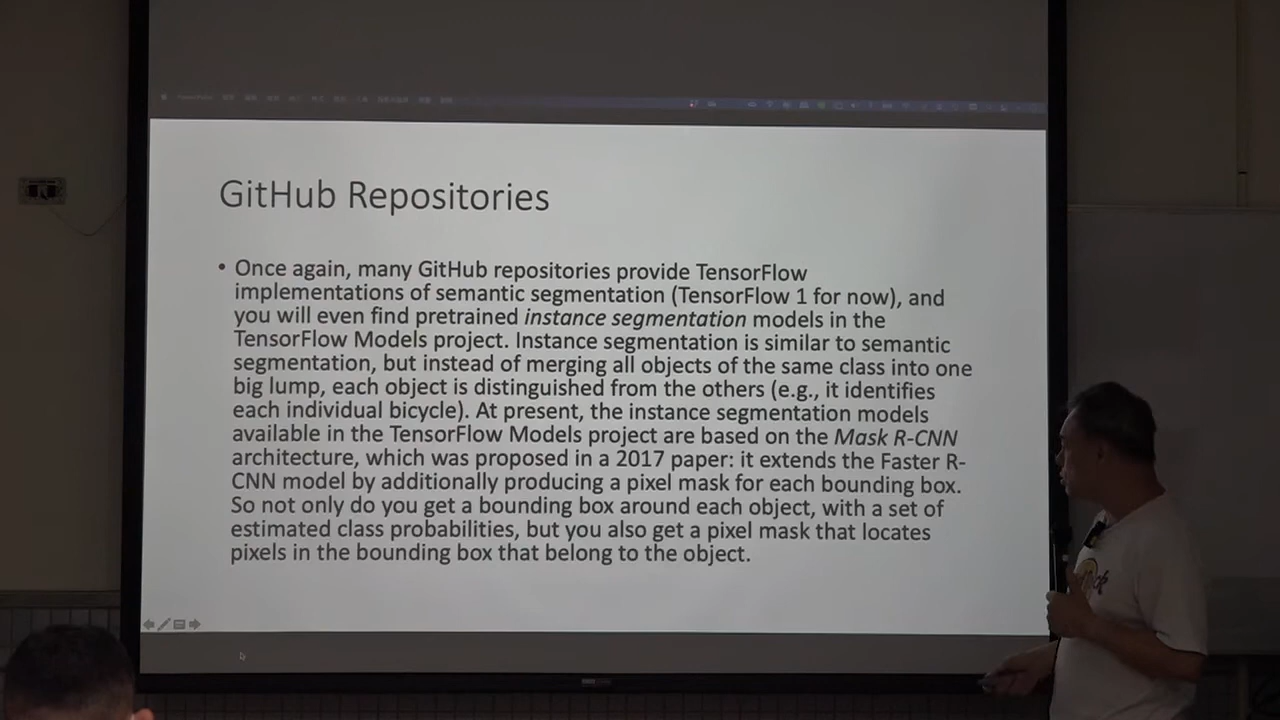 GitHub Repositories
• Once again, many GitHub repositories provide TensorFlow
implementations of semantic segmentation (TensorFlow 1 for now), and
you will even find pretrained instance segmentation models in the
TensorFlow Models project. Instance segmentation is similar to semantic
segmentation, but instead of merging all objects of the same class into one
big lump, each object is distinguished from the others (e.g., it identifies
each individual bicycle). At present, the instance segmentation models
available in the TensorFlow Models project are based on the Mask R-CNN
architecture, which was proposed in a 2017 paper: it extends the Faster R-
CNN model by additionally producing a pixel mask for each bounding box.
So not only do you get a bounding box around each object, with a set of
estimated class probabilities, but you also get a pixel mask that locates
pixels in the bounding box that belong to the object.